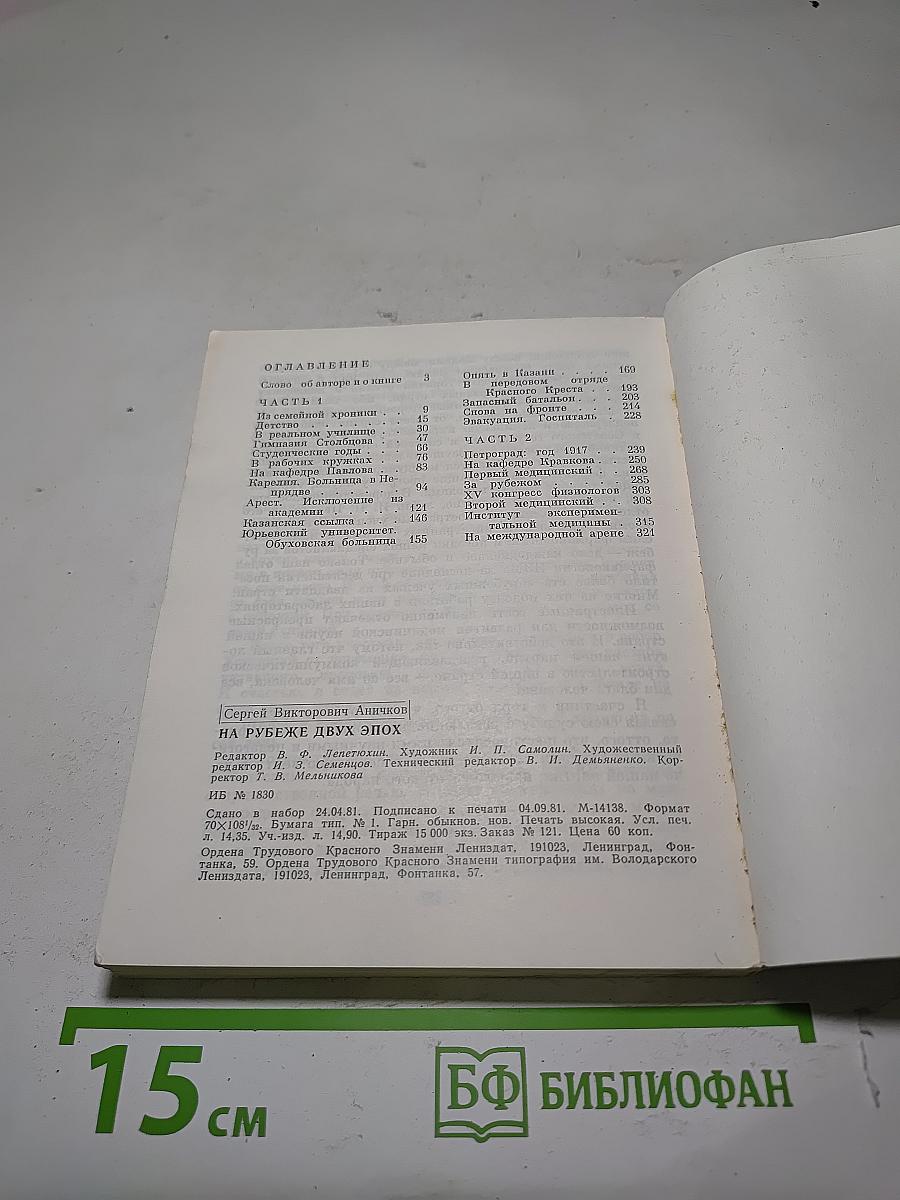 ОГЛАВЛЕНИЕ
Слово об авторе и о книге 3
ЧАСТЬ 1
Из семейной хроники . . 9
Детство . . . . . . . 15
В реальном училище . . 30
Гимназия Столбцова . . 47
Студенческие годы . . . 66
В рабочих кружках . . 76
На кафедре Павлова . . 83
Карелия. Больница в Не-
прядве . . . . . . 94
Арест. Исключение из
академии . . . . . 121
Казанская ссылка . . . 146
Юрьевский университет.
Обуховская больница 155
Опять в Казани . . . . 169
В передовом отряде
Красного Креста . . 193
Запасный батальон . . . 203
Снова на фронте . . . 214
Эвакуация. Госпиталь . 228
ЧАСТЬ 2
Петроград: год 1917 . . 239
На кафедре Кравкова . . 250
Первый медицинский . . 268
За рубежом . . . . . 285
XV конгресс физиологов 303
Второй медицинский . . 308
Институт эксперимен-
тальной медицины . 315
На международной арене 321
Сергей Викторович Аничков
НА РУБЕЖЕ ДВУХ ЭПОХ
Редактор В. Ф. Лепетюхин. Художник И. П. Самолин. Художественный
редактор И. З. Семенцов. Технический редактор В. И. Демьяненко. Кор-
ректор Т. В. Мельникова
ИБ № 1830
Сдано в набор 24.04.81. Подписано к печати 04.09.81. М-14138. Формат
70×108¹/₃₂. Бумага тип. № 1. Гарн. обыкнов. нов. Печать высокая. Усл. печ.
л. 14,35. Уч.-изд. л. 14,90. Тираж 15 000 экз. Заказ № 121. Цена 60 коп.
Ордена Трудового Красного Знамени Лениздат, 191023, Ленинград, Фон-
танка, 59. Ордена Трудового Красного Знамени типография им. Володарского
Лениздата, 191023, Ленинград, Фонтанка, 57.
15 см
БФ БИБЛИОФАН